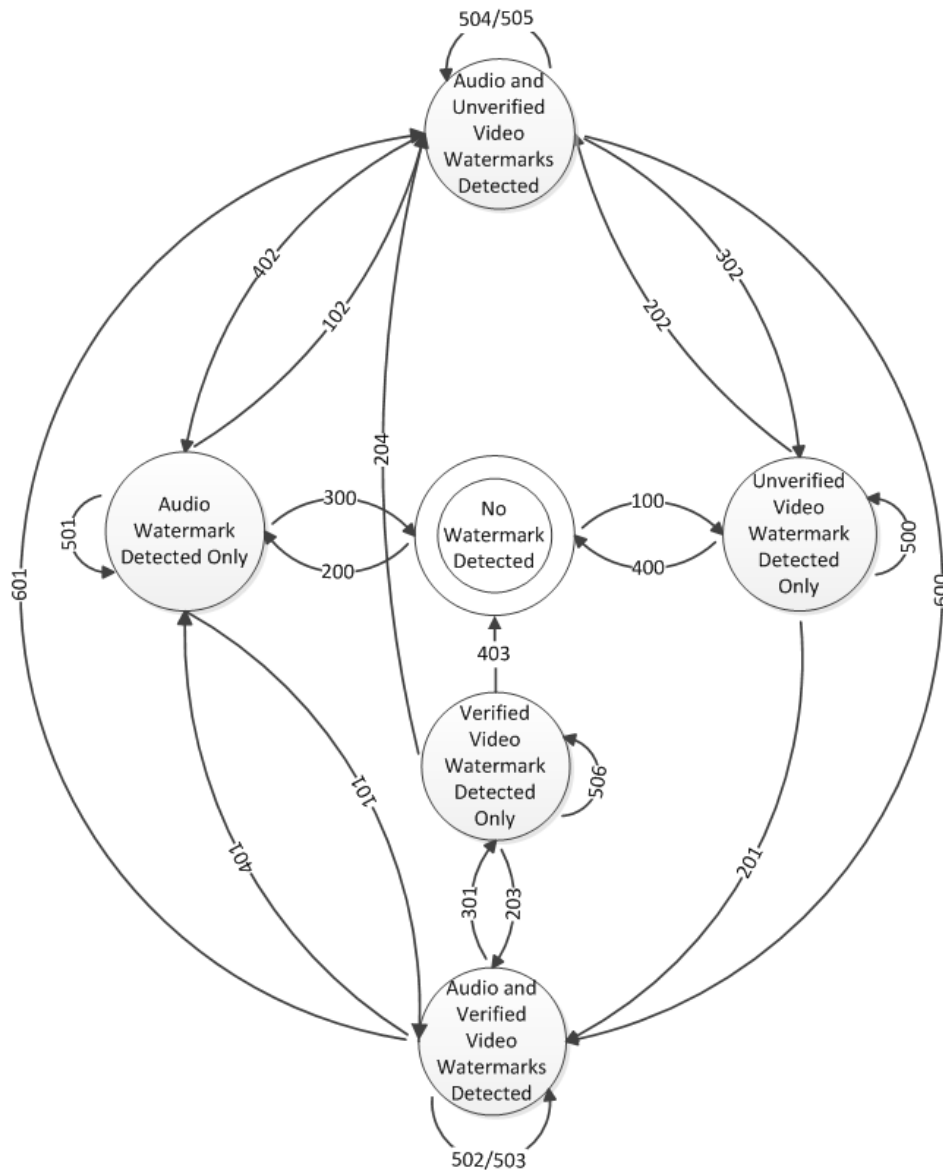 504/505
Audio and
Unverified
Video
Watermarks
Detected
402
302
102
202
204
Audio
Watermark
Detected Only
501
300
200
No
Watermark
Detected
100
400
Unverified
Video
Watermark
Detected
Only
500
601
600
403
Verified
Video
Watermark
Detected
Only
506
101
401
201
301
203
Audio and
Verified
Video
Watermarks
Detected
502/503